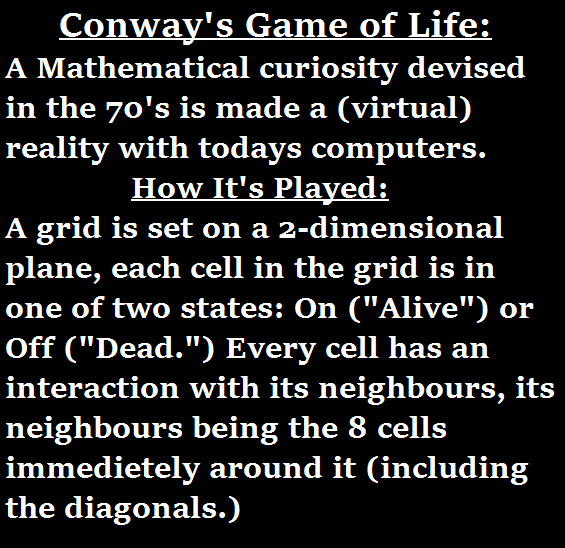 Conway's Game of Life:
A Mathematical curiosity devised
in the 70's is made a (virtual)
reality with todays computers.
How It's Played:
A grid is set on a 2-dimensional
plane, each cell in the grid is in
one of two states: On ("Alive") or
Off ("Dead.") Every cell has an
interaction with its neighbours, its
neighbours being the 8 cells
immedietely around it (including
the diagonals.)